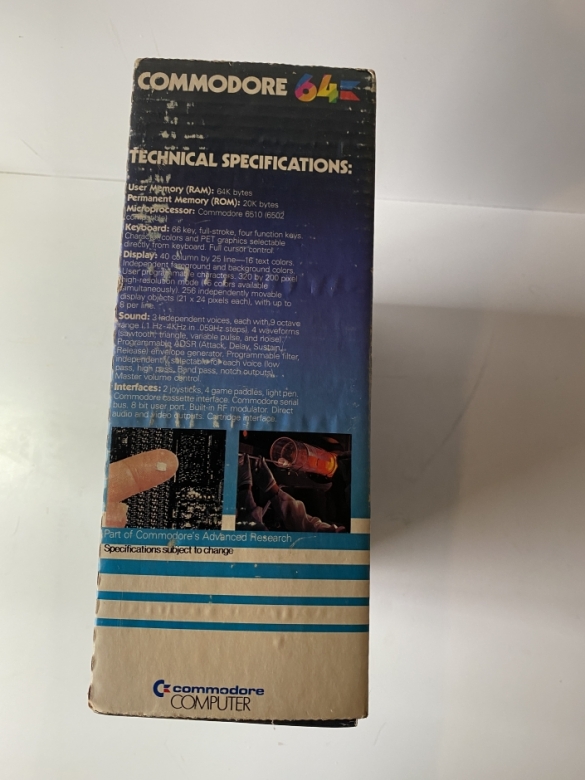 COMMODORE 64
TECHNICAL SPECIFICATIONS:
User Memory (RAM): 64K bytes
Permanent Memory (ROM): 20K bytes
Microprocessor: Commodore 6510 (6502
compatible)
Keyboard: 66 key, full-stroke, four function keys.
Character colors and PET graphics selectable
directly from keyboard. Full cursor control.
Display: 40 column by 25 line—16 text colors.
Independent foreground and background colors.
User programmable characters. 320 by 200 pixel
high-resolution mode (16 colors available
simultaneously). 256 independently movable
display objects (21 x 24 pixels each), with up to
8 per line.
Sound: 3 independent voices, each with 9 octave
range (.1 Hz-4KHz in .059Hz steps). 4 waveforms
(sawtooth, triangle, variable pulse, and noise).
Programmable ADSR (Attack, Delay, Sustain,
Release) envelope generator. Programmable filter,
independently selectable for each voice (low
pass, high pass, Band pass, notch outputs).
Master volume control.
Interfaces: 2 joysticks, 4 game paddles, light pen.
Commodore cassette interface. Commodore serial
bus. 8 bit user port. Built-in RF modulator. Direct
audio and video outputs. Cartridge interface.
Part of Commodore's Advanced Research
Specifications subject to change
commodore
COMPUTER